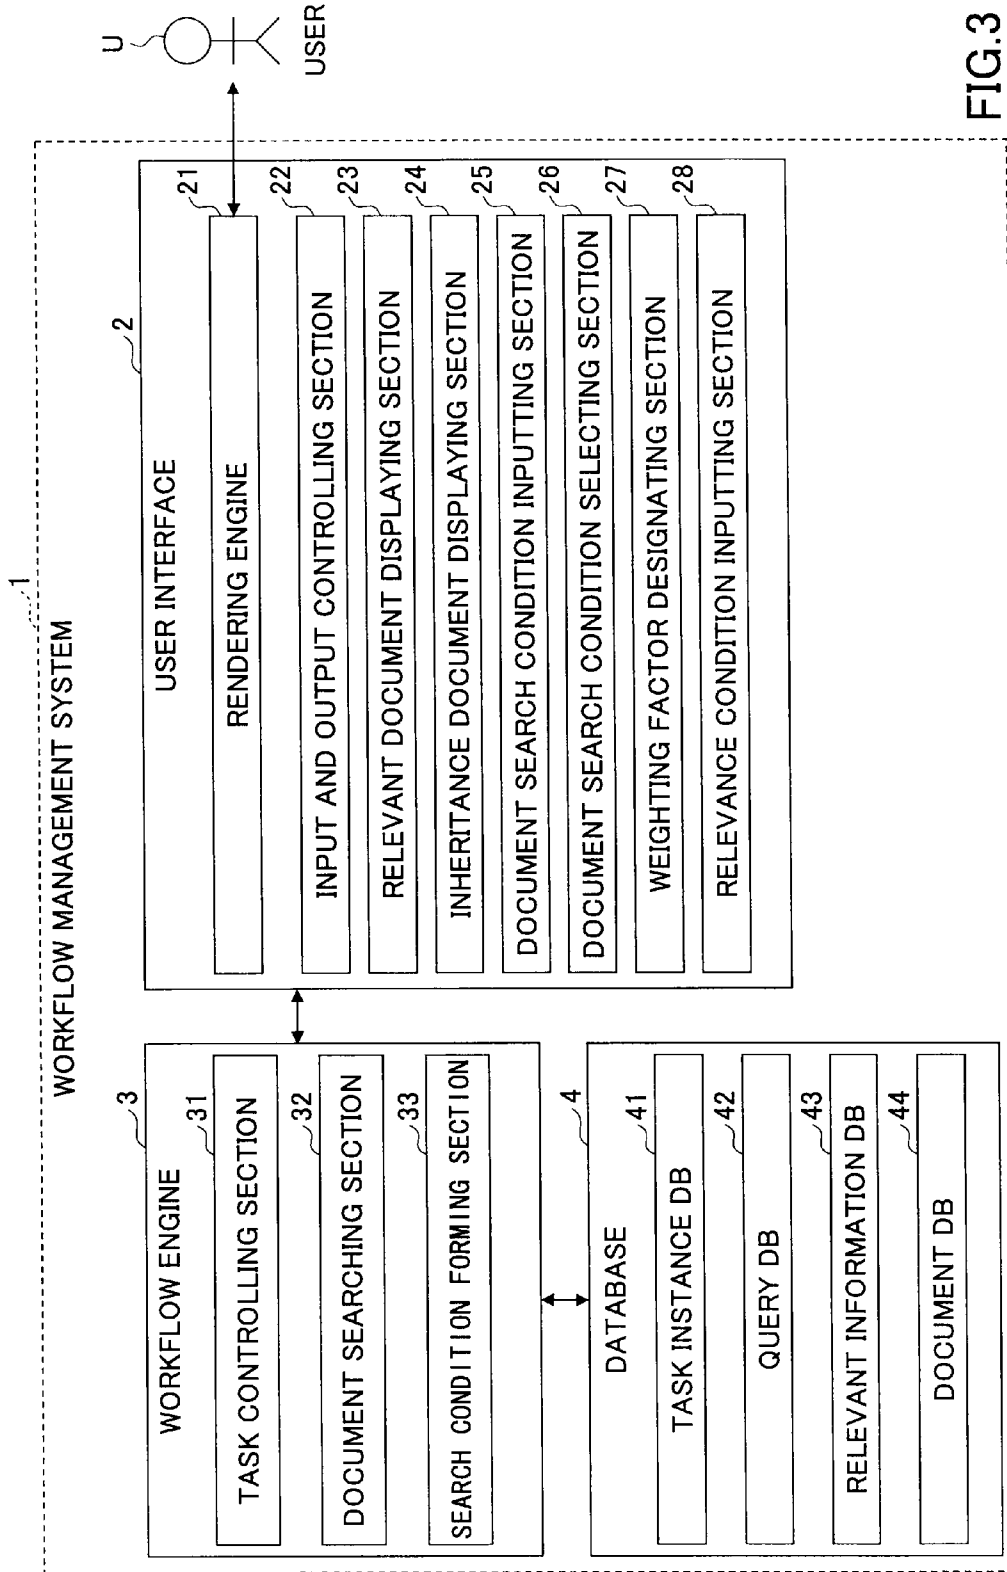 1
WORKFLOW MANAGEMENT SYSTEM
3
WORKFLOW ENGINE
31
TASK CONTROLLING SECTION
32
DOCUMENT SEARCHING SECTION
33
SEARCH CONDITION FORMING SECTION
4
DATABASE
41
TASK INSTANCE DB
42
QUERY DB
43
RELEVANT INFORMATION DB
44
DOCUMENT DB
2
USER INTERFACE
21
RENDERING ENGINE
22
INPUT AND OUTPUT CONTROLLING SECTION
23
RELEVANT DOCUMENT DISPLAYING SECTION
24
INHERITANCE DOCUMENT DISPLAYING SECTION
25
DOCUMENT SEARCH CONDITION INPUTTING SECTION
26
DOCUMENT SEARCH CONDITION SELECTING SECTION
27
WEIGHTING FACTOR DESIGNATING SECTION
28
RELEVANCE CONDITION INPUTTING SECTION
U
USER
FIG.3